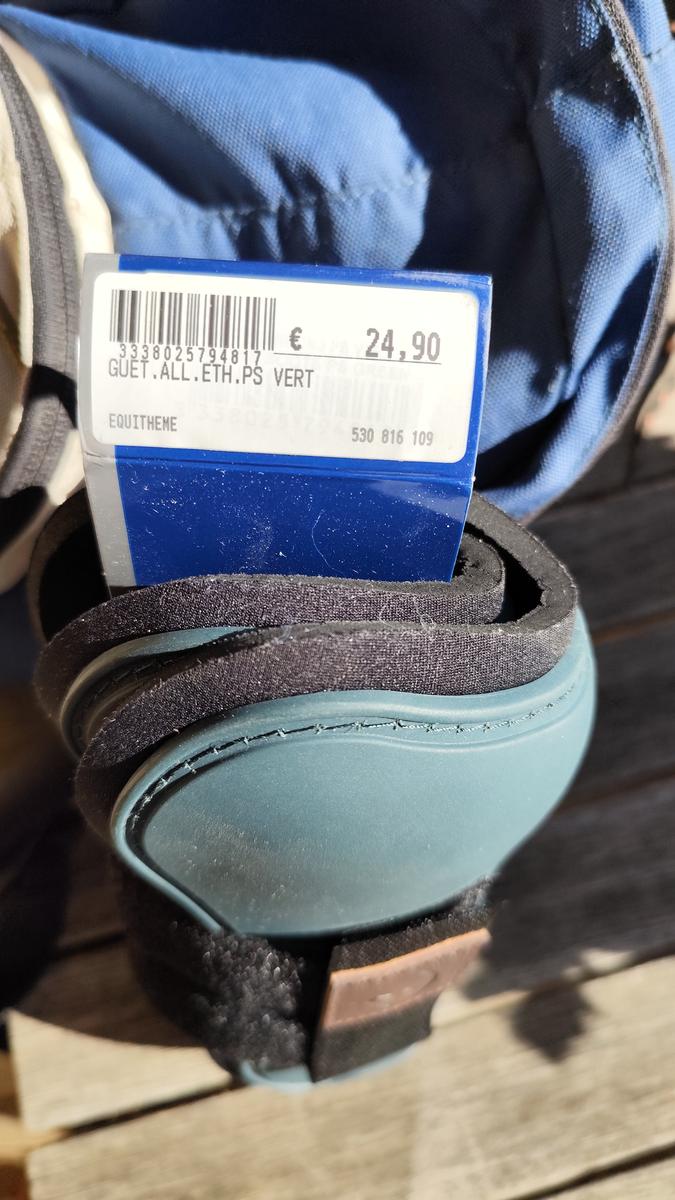 € 24,90
3338025794817
GUET.ALL.ETH.PS VERT
EQUITHEME
530 816 109